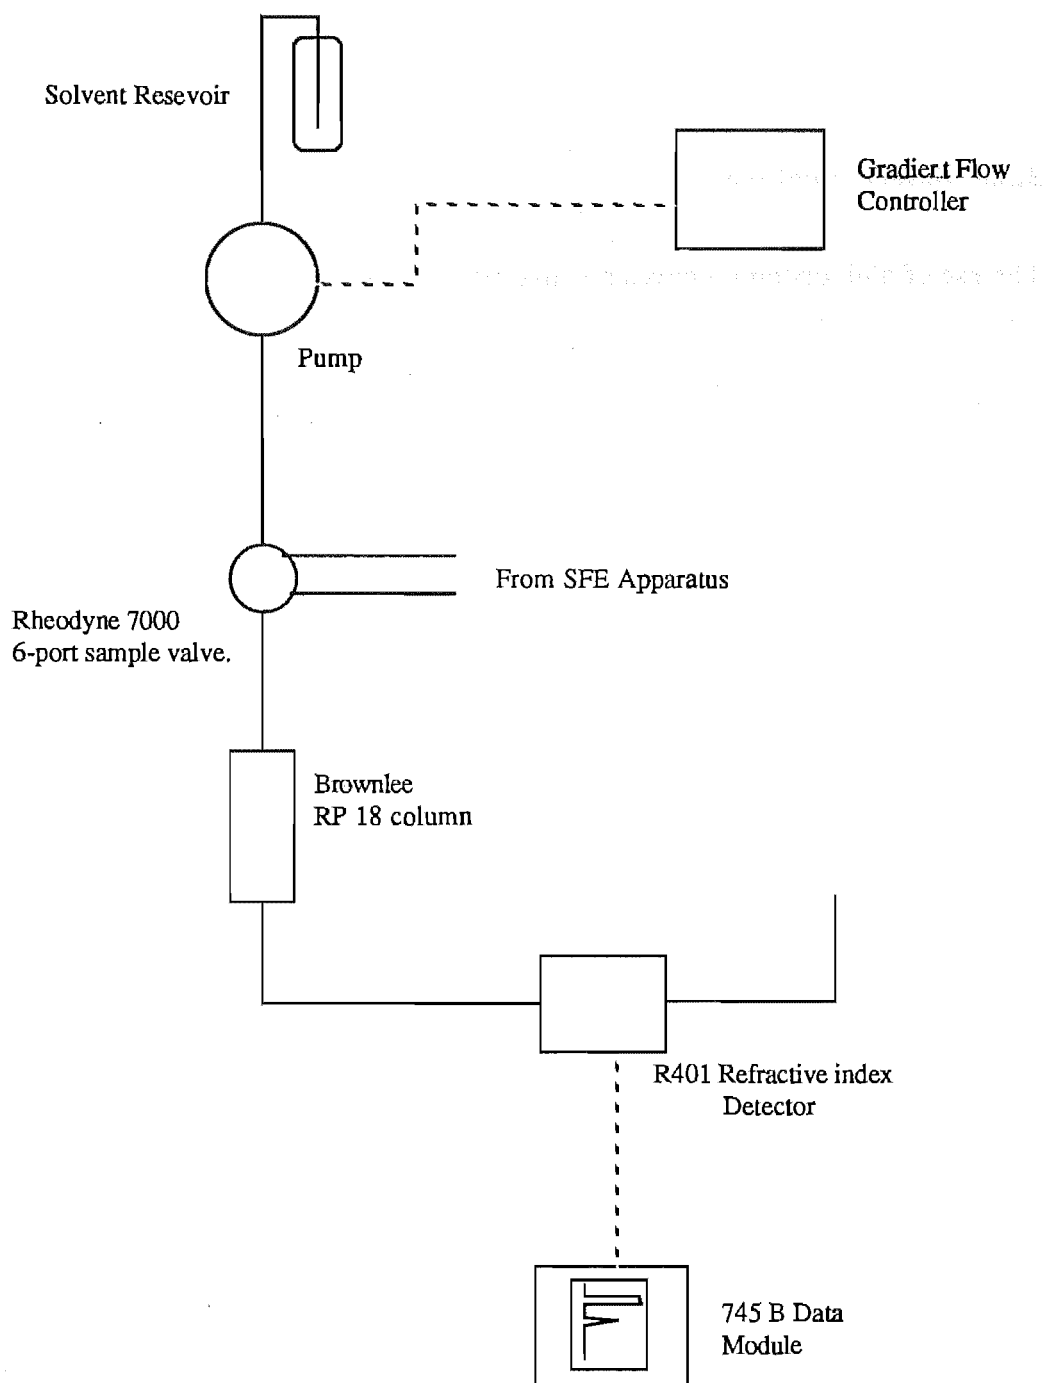 Solvent Resevoir
Gradient Flow
Controller
Pump
From SFE Apparatus
Rheodyne 7000
6-port sample valve.
Brownlee
RP 18 column
R401 Refractive index
Detector
745 B Data
Module